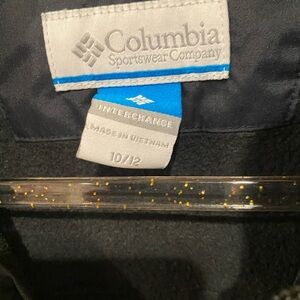 Columbia
Sportswear Company
INTERCHANGE
MADE IN VIETNAM
10/12